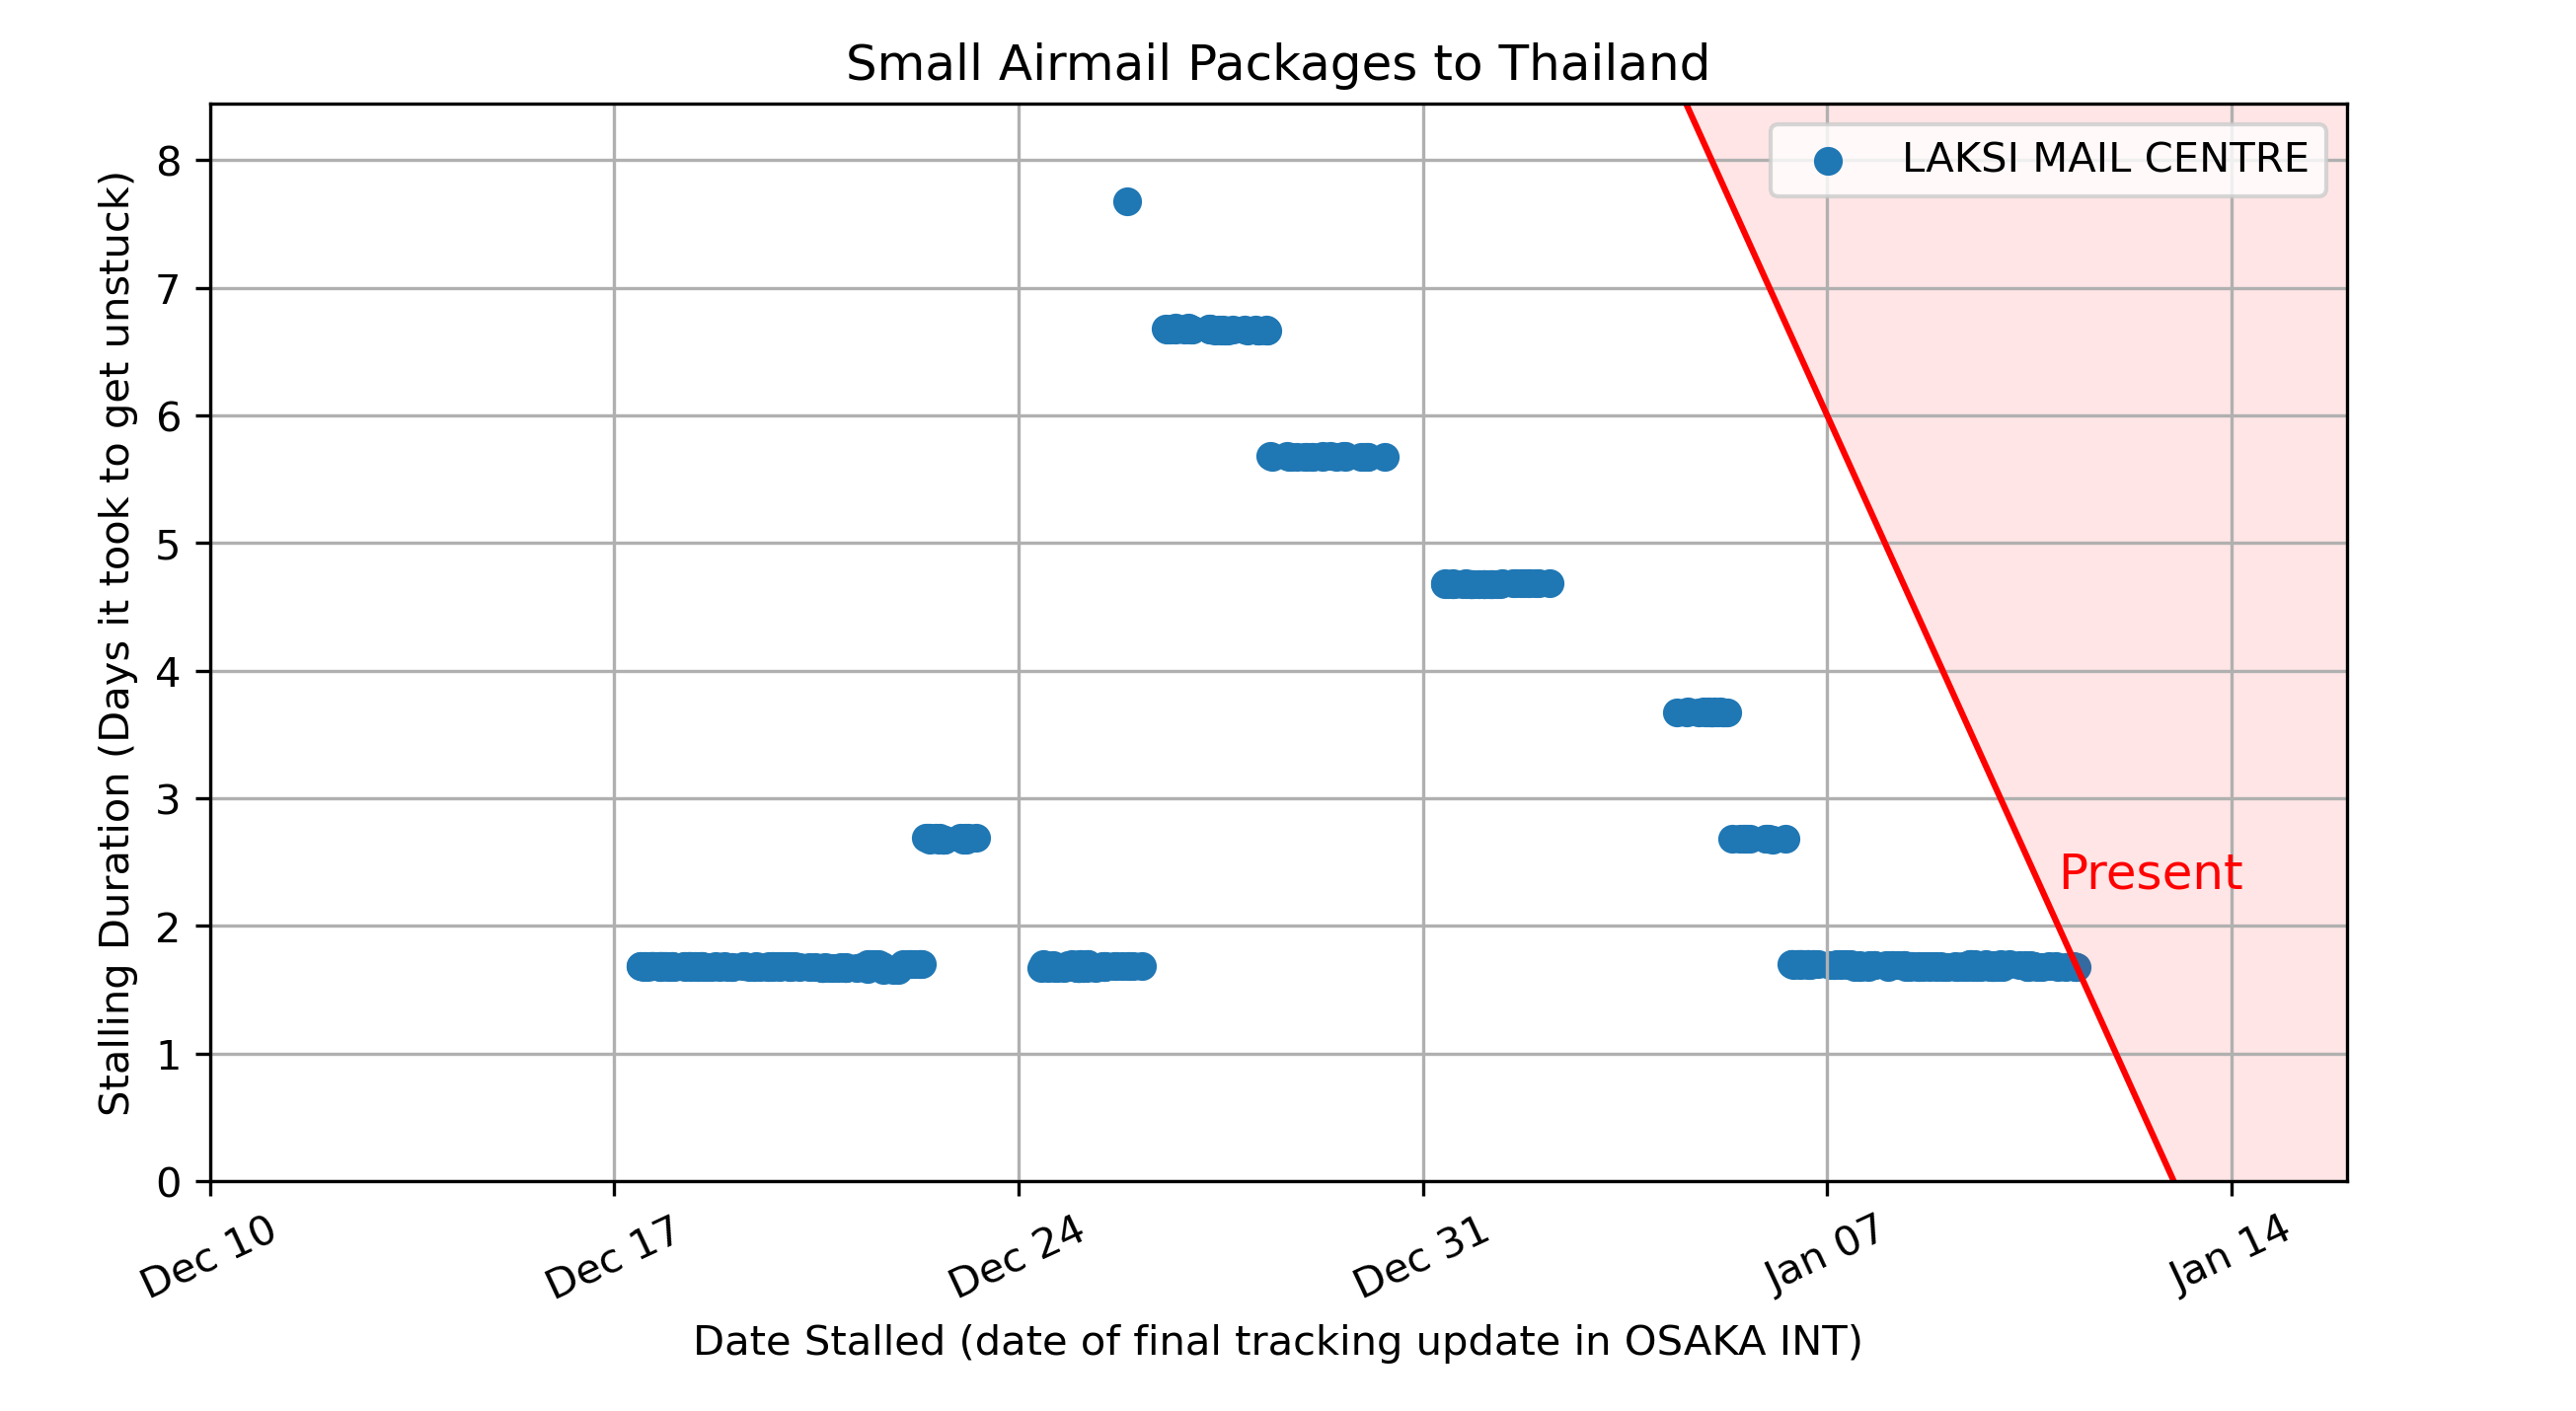 Small Airmail Packages to Thailand
LAKSI MAIL CENTRE
Stalling Duration (Days it took to get unstuck)
8
7
6
5
4
3
2
1
0
Present
Dec 10
Dec 17
Dec 24
Dec 31
Jan 07
Jan 14
Date Stalled (date of final tracking update in OSAKA INT)